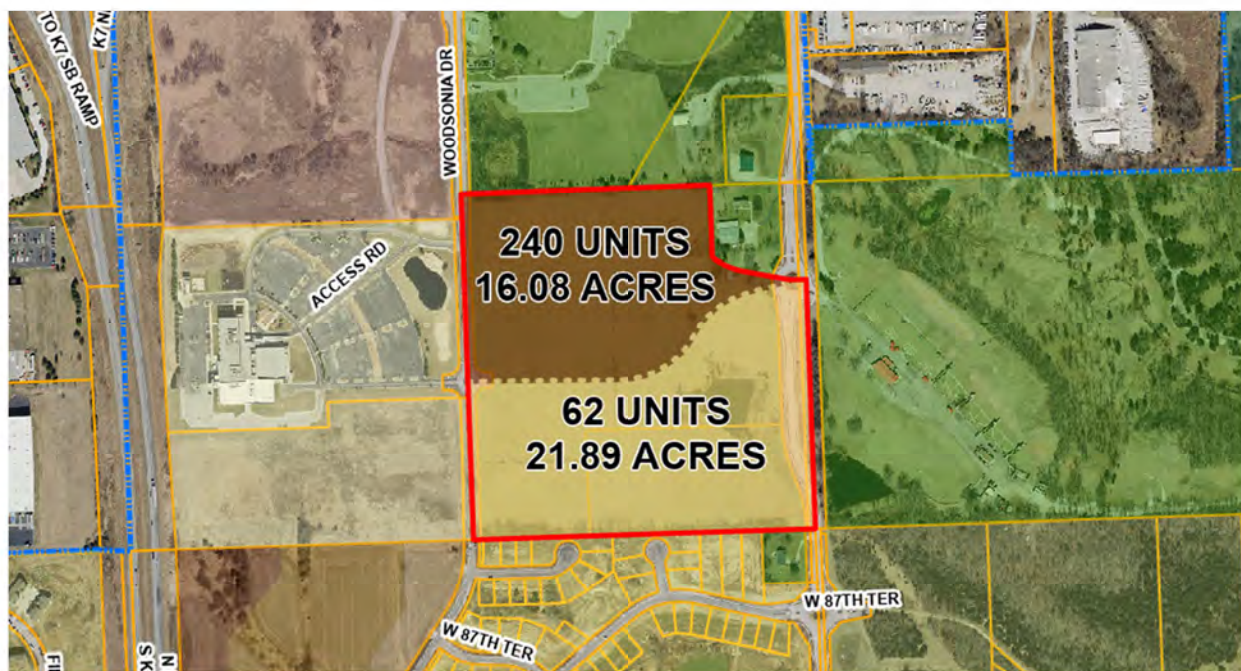 TO K7 SB RAMP
K7 N
WOODSONIA DR
ACCESS RD
240 UNITS
16.08 ACRES
62 UNITS
21.89 ACRES
W 87TH TER
W 87TH TER
S K
N
FI